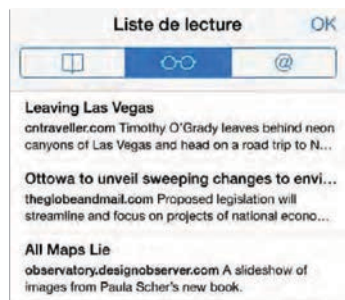 Liste de lecture OK
@
Leaving Las Vegas
cntraveller.com Timothy O'Grady leaves behind neon
canyons of Las Vegas and head on a road trip to N...
Ottowa to unveil sweeping changes to envi...
theglobeandmail.com Proposed legislation will
streamline and focus on projects of national econo...
All Maps Lie
observatory.designobserver.com A slideshow of
images from Paula Scher's new book.